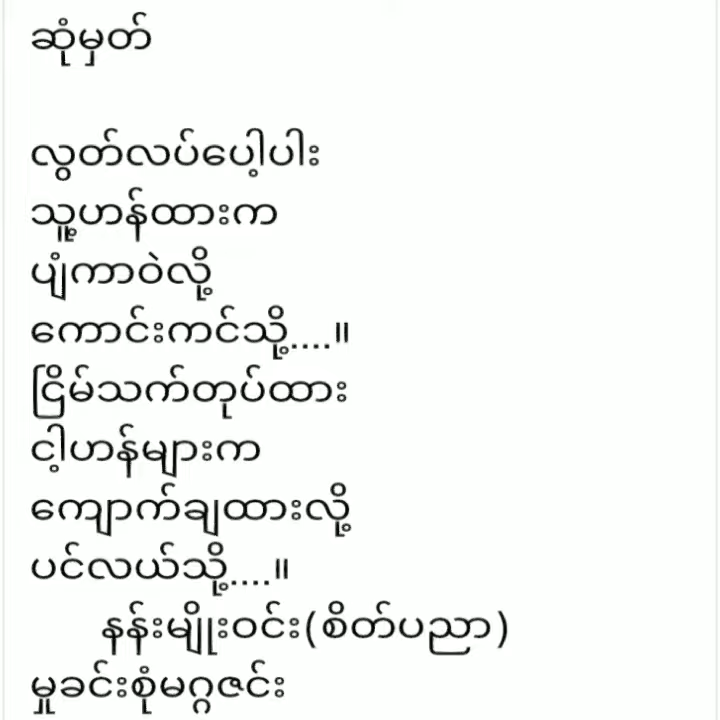 ဆုံမှတ်
လွတ်လပ်ပေါ့ပါး
သူ့ဟန်ထားက
ပျံကာဝဲလို့
ကောင်းကင်သို့....။
ငြိမ်သက်တုပ်ထား
ငါ့ဟန်များက
ကျောက်ချထားလို့
ပင်လယ်သို့....။
နန်းမျိုးဝင်း(စိတ်ပညာ)
မှုခင်းစုံမဂ္ဂဇင်း